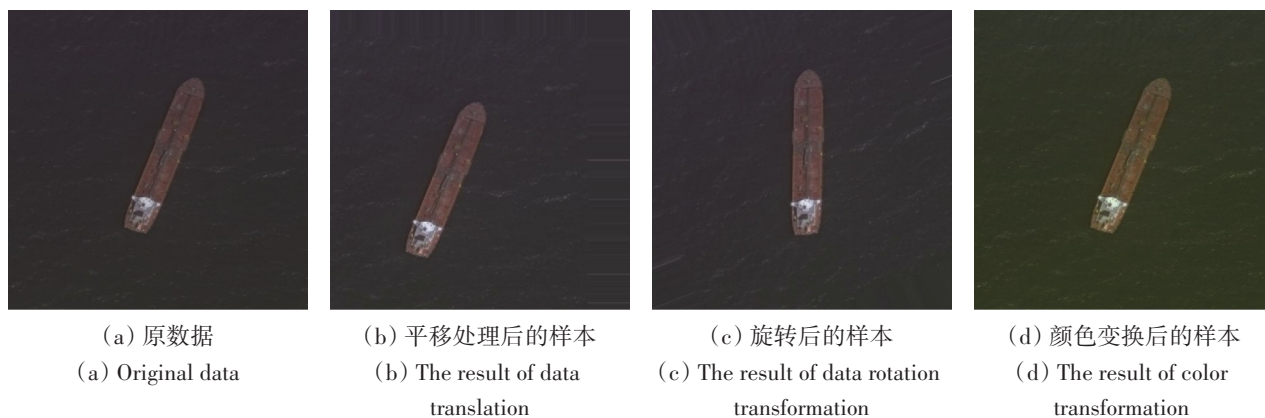 (a) 原数据
(a) Original data
(b) 平移处理后的样本
(b) The result of data
translation
(c) 旋转后的样本
(c) The result of data rotation
transformation
(d) 颜色变换后的样本
(d) The result of color
transformation